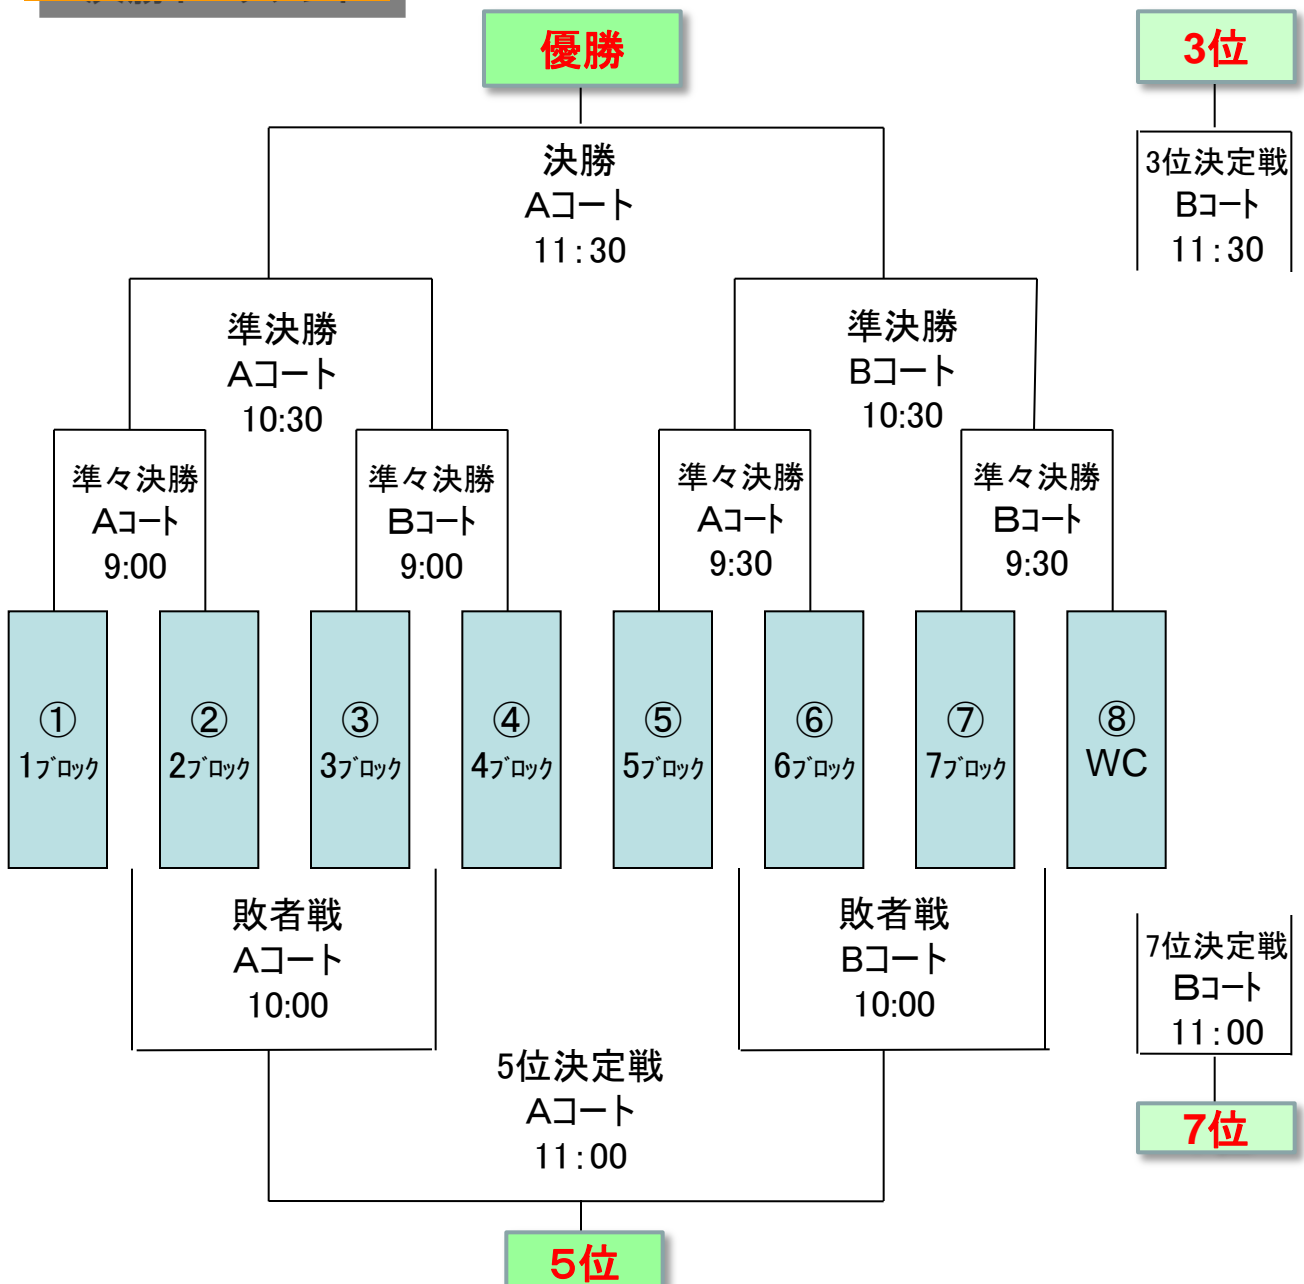 優勝
3位
決勝
Aコート
11:30
3位決定戦
Bコート
11:30
準決勝
Aコート
10:30
準決勝
Bコート
10:30
準々決勝
Aコート
9:00
準々決勝
Bコート
9:00
準々決勝
Aコート
9:30
準々決勝
Bコート
9:30
①
1ブロック
②
2ブロック
③
3ブロック
④
4ブロック
⑤
5ブロック
⑥
6ブロック
⑦
7ブロック
⑧
WC
敗者戦
Aコート
10:00
敗者戦
Bコート
10:00
7位決定戦
Bコート
11:00
5位決定戦
Aコート
11:00
7位
5位